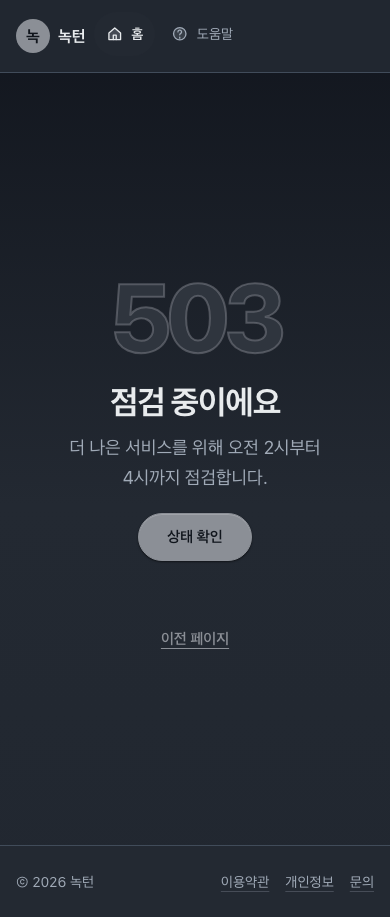 녹 녹턴 홈 도움말
503
점검 중이에요
더 나은 서비스를 위해 오전 2시부터
4시까지 점검합니다.
상태 확인
이전 페이지
© 2026 녹턴 이용약관 개인정보 문의